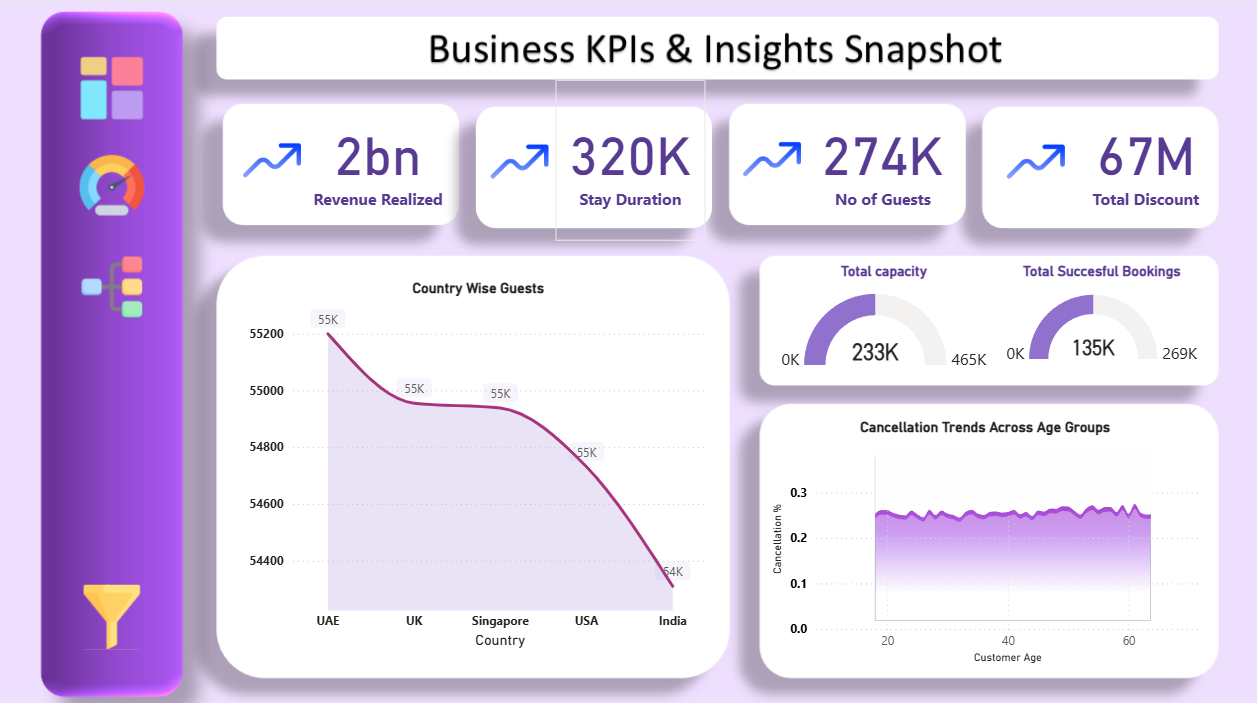 Business KPIs & Insights Snapshot
2bn
Revenue Realized
320K
Stay Duration
274K
No of Guests
67M
Total Discount
Country Wise Guests
55K
55K
55K
55K
54K
55200
55000
54800
54600
54400
UAE UK Singapore USA India
Country
Total capacity
0K 233K 465K
Total Succesful Bookings
0K 135K 269K
Cancellation Trends Across Age Groups
Cancellation %
0.3
0.2
0.1
0.0
20 40 60
Customer Age